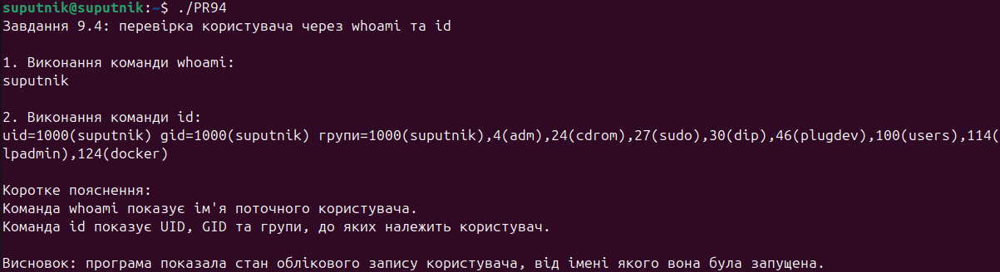 suputnik@suputnik:~$ ./PR94
Завдання 9.4: перевірка користувача через whoami та id
1. Виконання команди whoami:
suputnik
2. Виконання команди id:
uid=1000(suputnik) gid=1000(suputnik) групи=1000(suputnik),4(adm),24(cdrom),27(sudo),30(dip),46(plugdev),100(users),114(
lpadmin),124(docker)
Коротке пояснення:
Команда whoami показує ім'я поточного користувача.
Команда id показує UID, GID та групи, до яких належить користувач.
Висновок: програма показала стан облікового запису користувача, від імені якого вона була запущена.